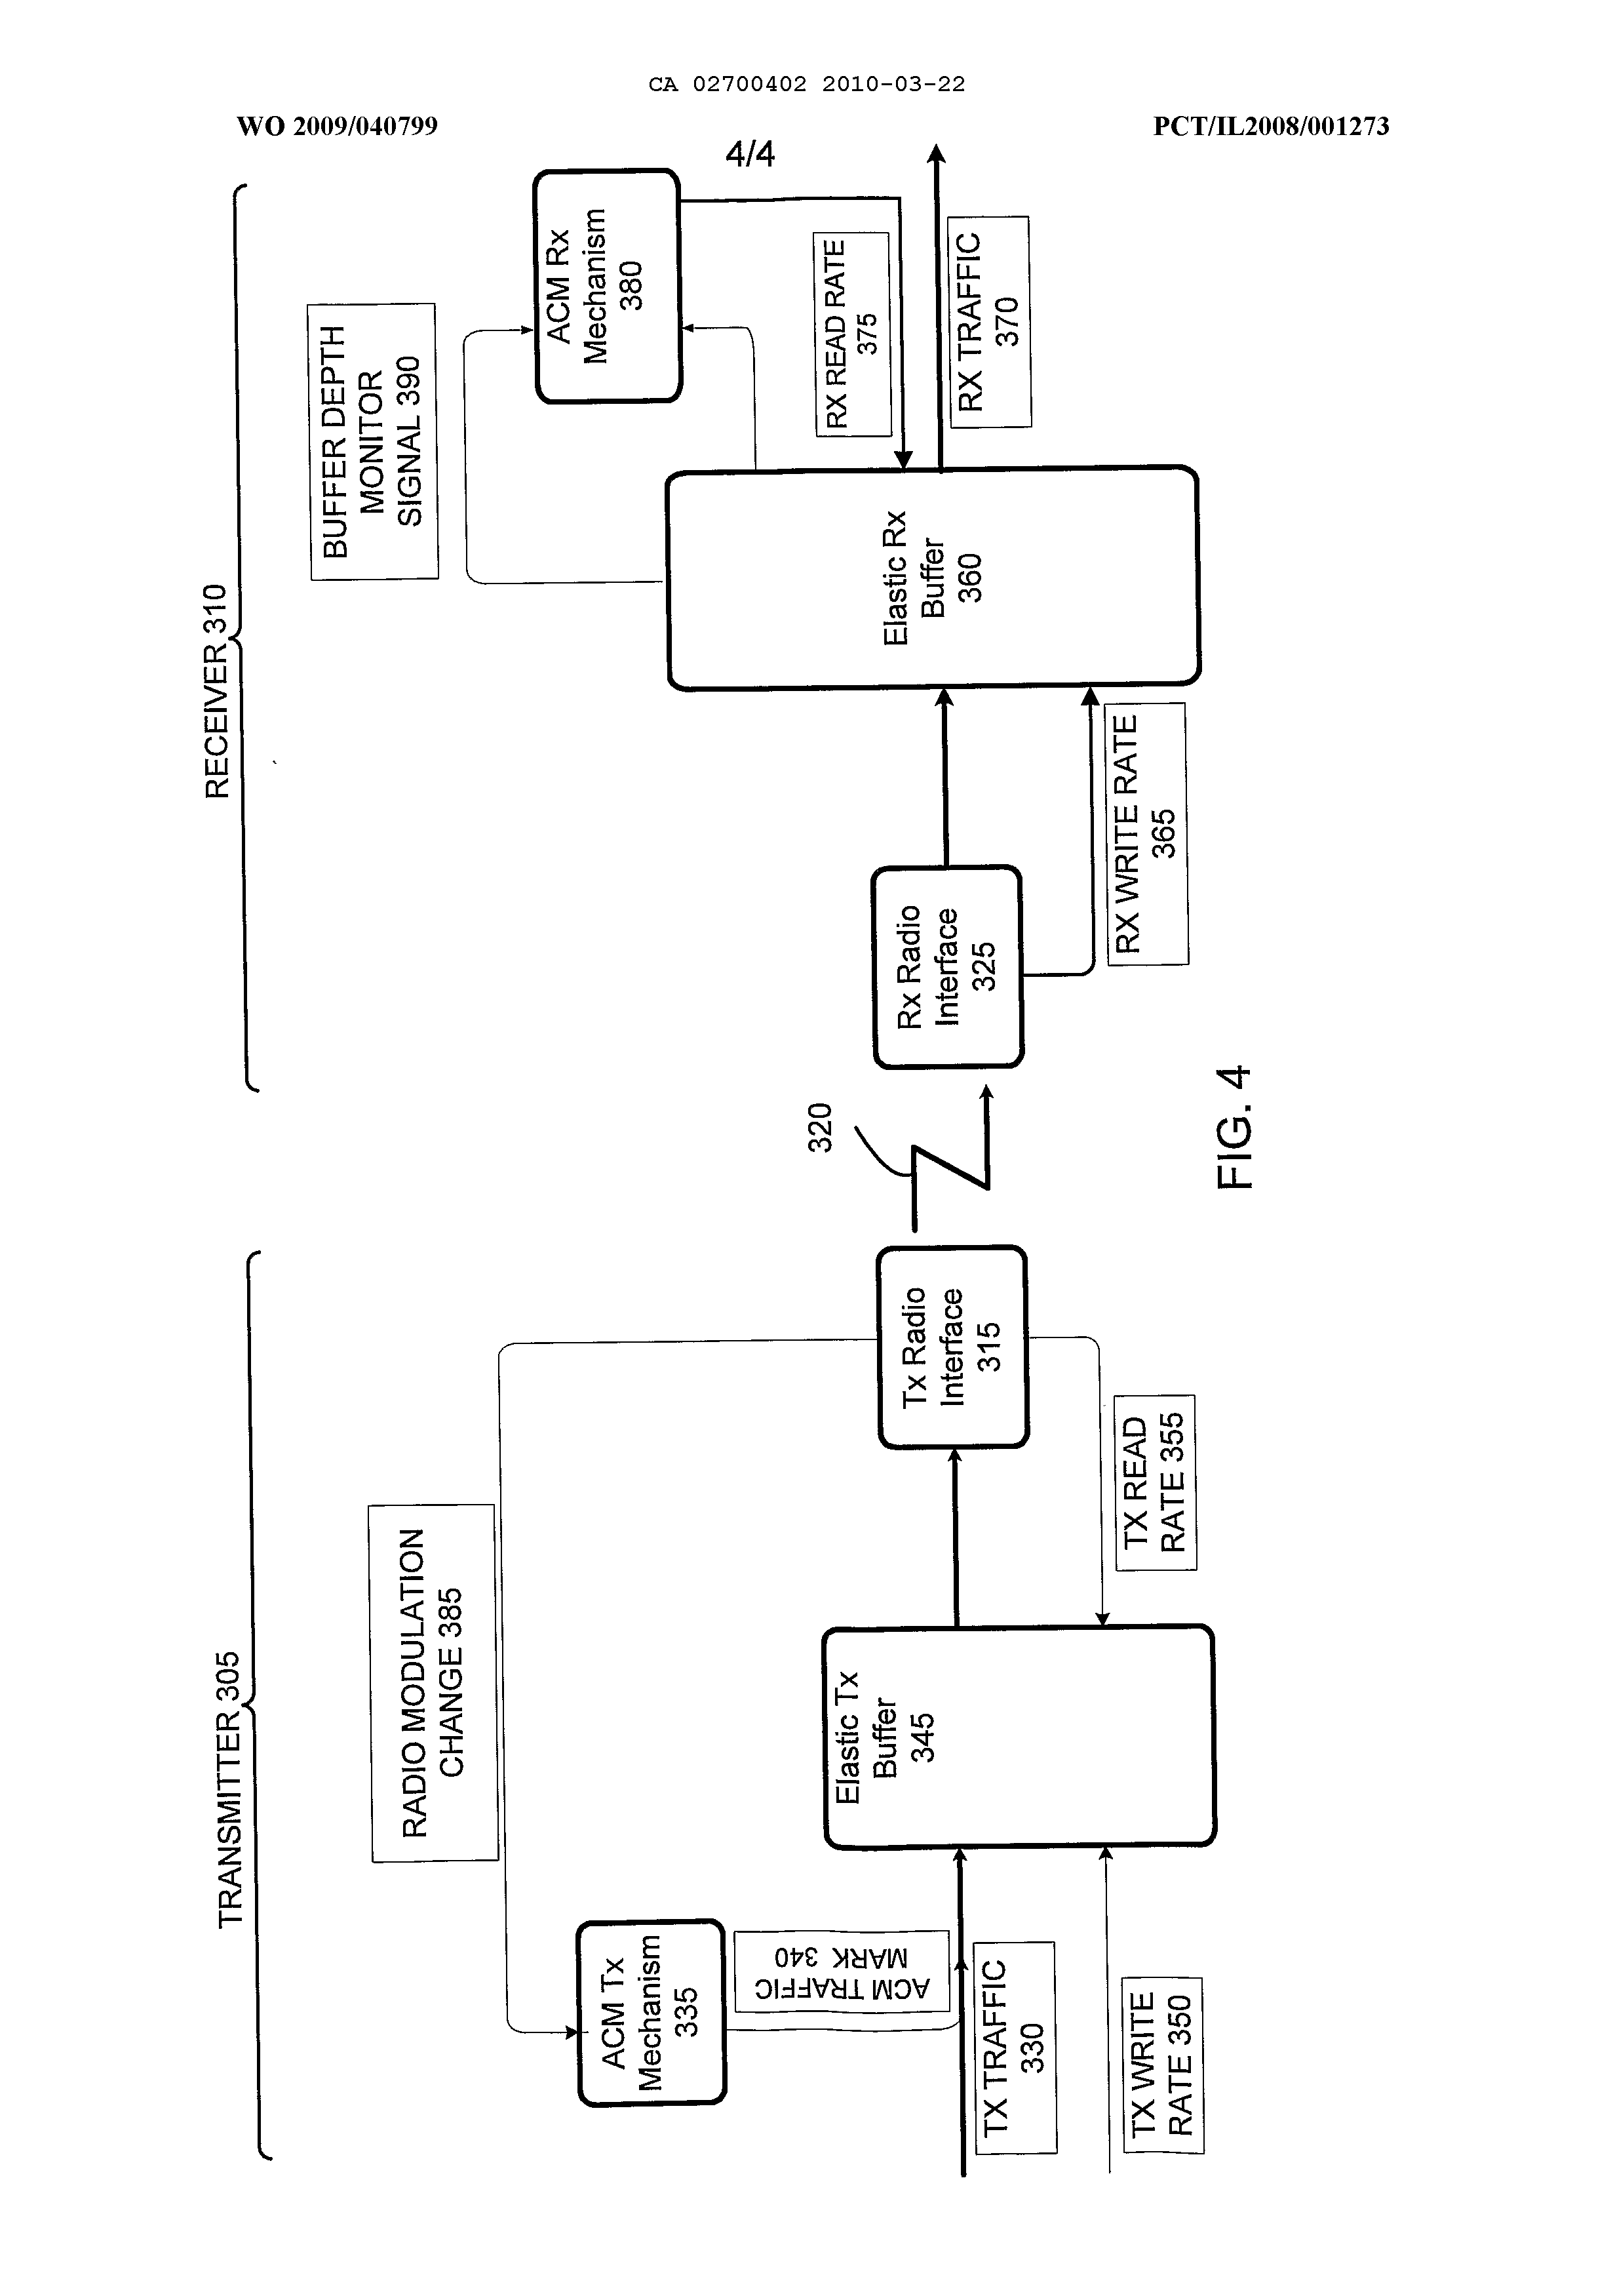 CA 02700402 2010-03-22
WO 2009/040799
PCT/IL2008/001273
4/4
TRANSMITTER 305
RECEIVER 310
RADIO MODULATION
CHANGE 385
BUFFER DEPTH
MONITOR
SIGNAL 390
ACM Tx
Mechanism
335
ACM TRAFFIC
MARK 340
TX TRAFFIC
330
TX WRITE
RATE 350
Elastic Tx
Buffer
345
TX READ
RATE 355
Tx Radio
Interface
315
320
Rx Radio
Interface
325
RX WRITE RATE
365
Elastic Rx
Buffer
360
ACM Rx
Mechanism
380
RX READ RATE
375
RX TRAFFIC
370
FIG. 4